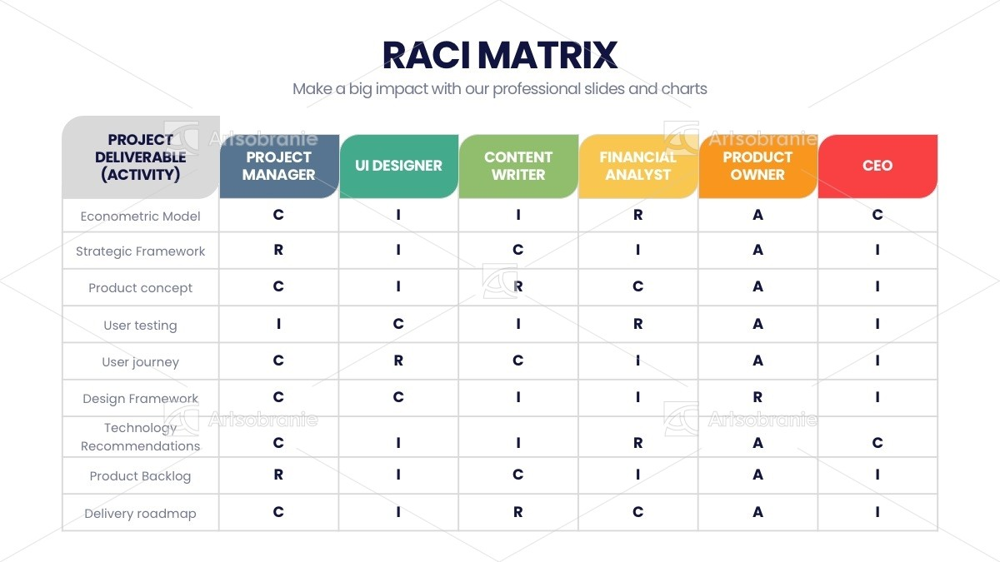 RACI MATRIX
Make a big impact with our professional slides and charts
PROJECT
DELIVERABLE
(ACTIVITY)
PROJECT
MANAGER
UI DESIGNER
CONTENT
WRITER
FINANCIAL
ANALYST
PRODUCT
OWNER
CEO
Econometric Model C I I R A C
Strategic Framework R I C I A I
Product concept C I R C A I
User testing I C I R A I
User journey C R C I A I
Design Framework C C I I R I
Technology
Recommendations C I I R A C
Product Backlog R I C I A I
Delivery roadmap C I R C A I
Artsobranie
Artsobranie
Artsobranie
Artsobranie